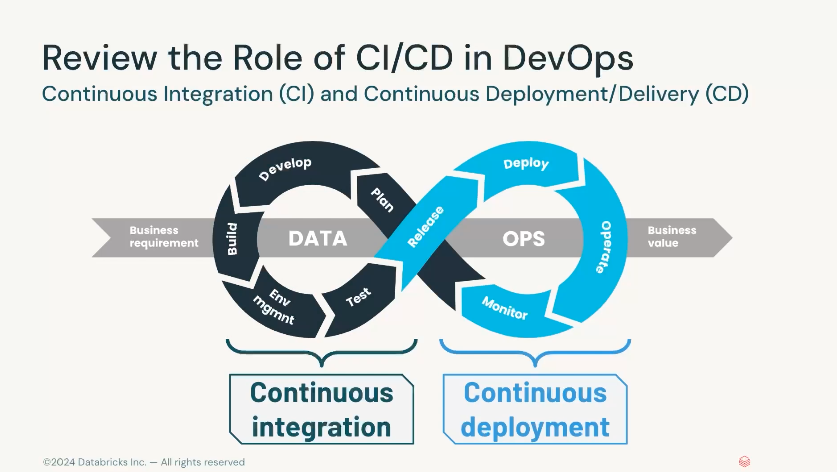 Review the Role of CI/CD in DevOps
Continuous Integration (CI) and Continuous Deployment/Delivery (CD)
Develop
Plan
Build
Env
mgmnt
Test
Release
Deploy
Operate
Monitor
Business
requirement
DATA
OPS
Business
value
Continuous
integration
Continuous
deployment
©2024 Databricks Inc. — All rights reserved